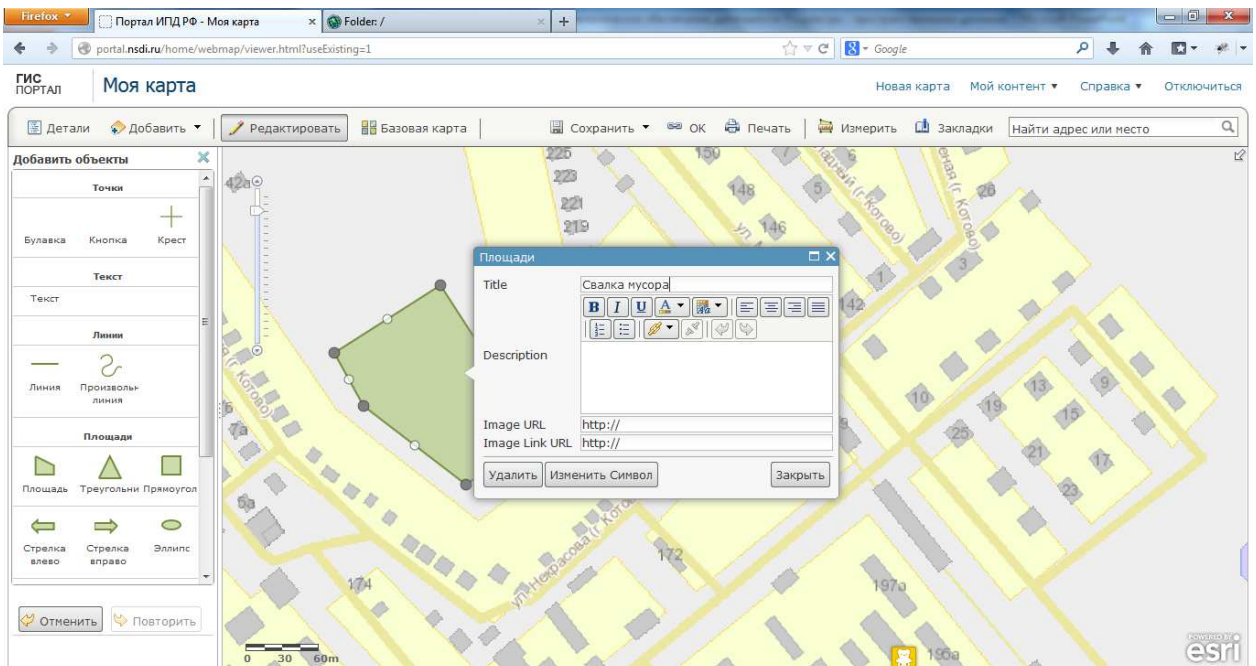 Firefox
Портал ИПД РФ - Моя карта
Folder: /
portal.nsdi.ru/home/webmap/viewer.html?useExisting=1
Google
ГИС
ПОРТАЛ
Моя карта
Новая карта Мой контент Справка Отключиться
Детали Добавить Редактировать Базовая карта Сохранить OK Печать Измерить Закладки Найти адрес или место
Добавить объекты
Точки
Булавка Кнопка Крест
Текст
Текст
Линии
Линия Произвольн
линия
Площади
Площадь Треугольни Прямоугол
Стрелка
влево
Стрелка
вправо
Эллипс
Отменить Повторить
Площади
Title Свалка мусора
B I U A
Description
Image URL http://
Image Link URL http://
Удалить Изменить Символ Закрыть
42а
225
223
221
219
150
148
146
142
7
6
5
26
1
3
10
13
9
19
15
25
21
17
23
7а
5а
174
172
ул Некрасова(г Кото
197а
195а
0 30 60m
POWERED BY
esri